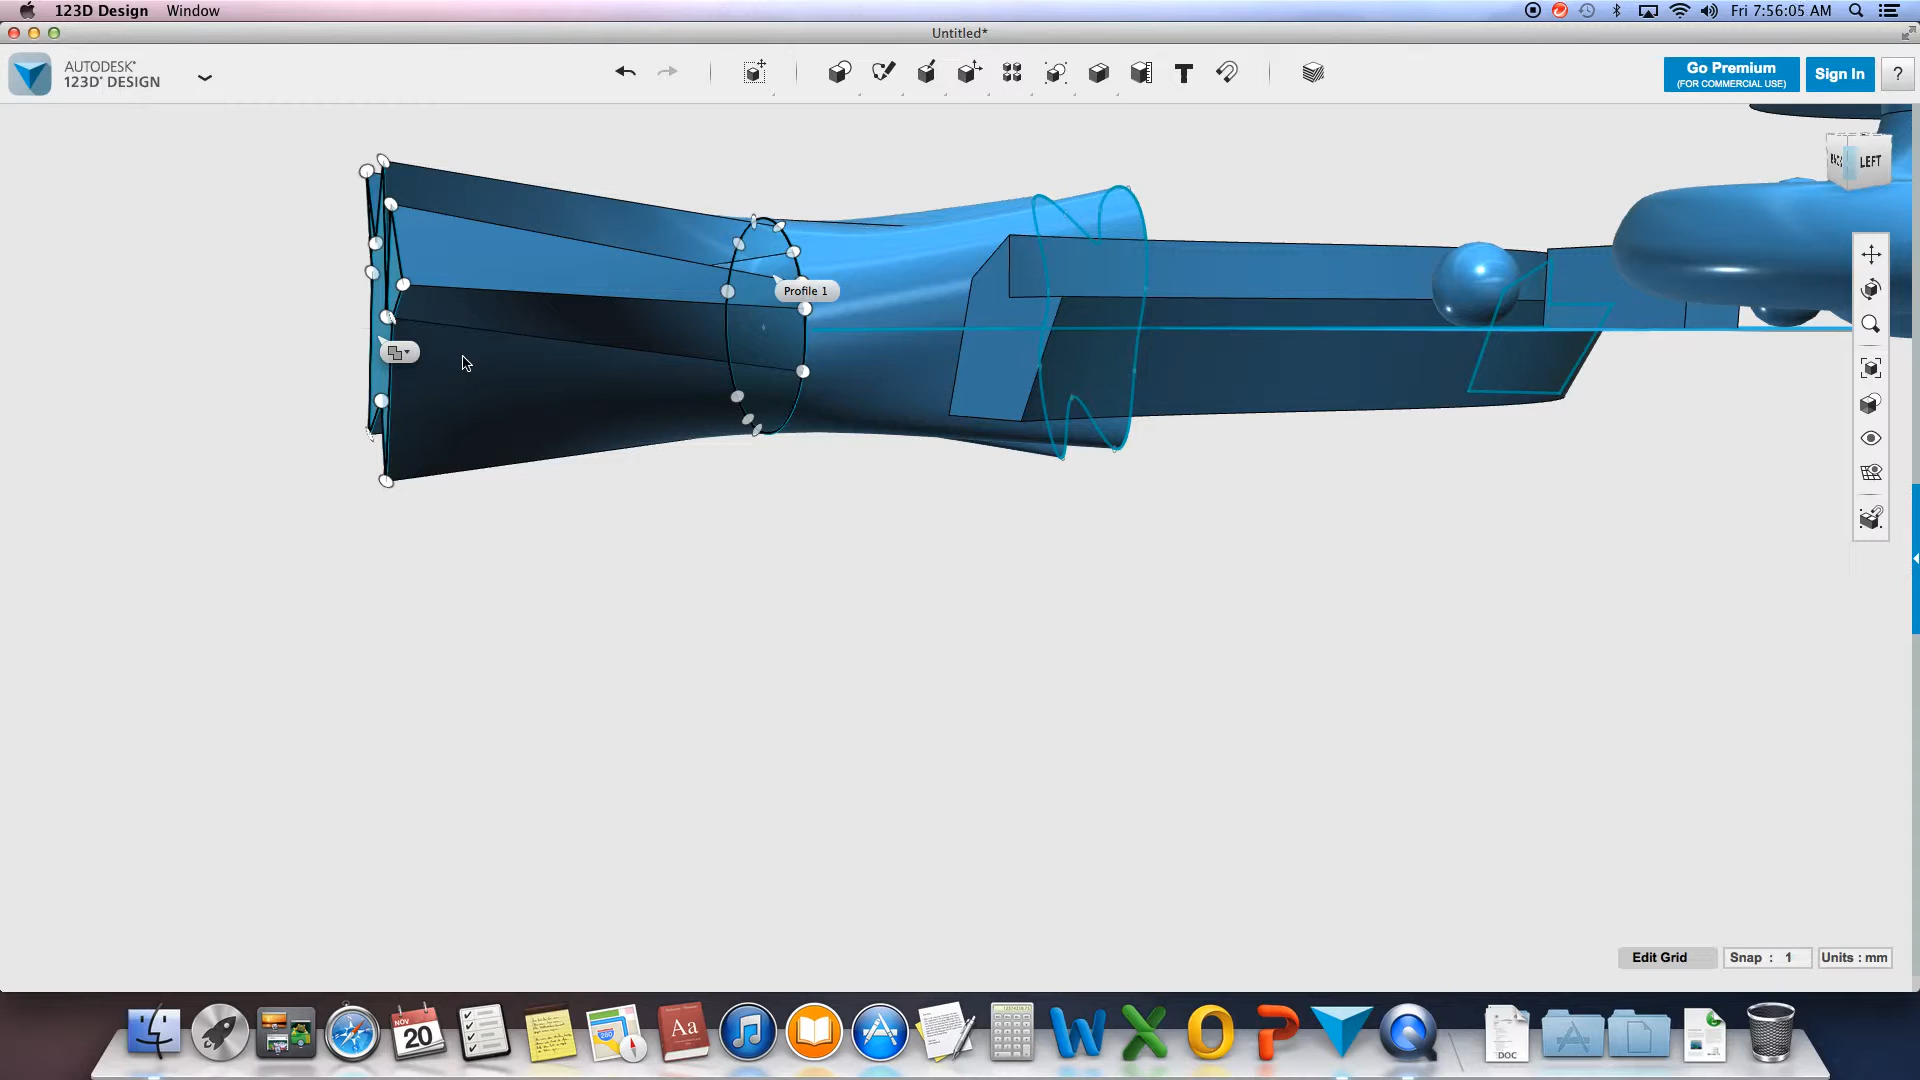 123D Design Window
Fri 7:56:05 AM
Untitled*
AUTODESK®
123D® DESIGN
Go Premium
(FOR COMMERCIAL USE)
Sign In
?
LEFT
Profile 1
Edit Grid
Snap : 1
Units : mm
NOV
20
Aa
W
X
O
P
DOC